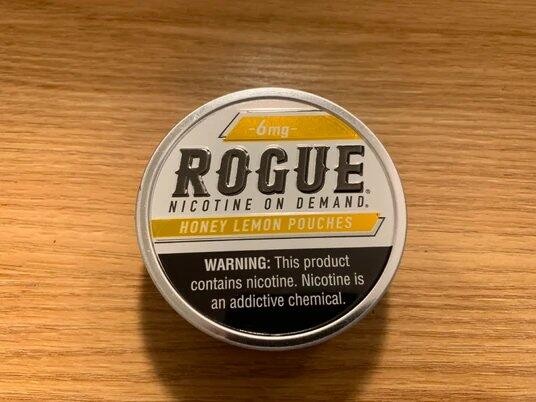 -6mg-
ROGUE®
NICOTINE ON DEMAND®
HONEY LEMON POUCHES
WARNING: This product
contains nicotine. Nicotine is
an addictive chemical.